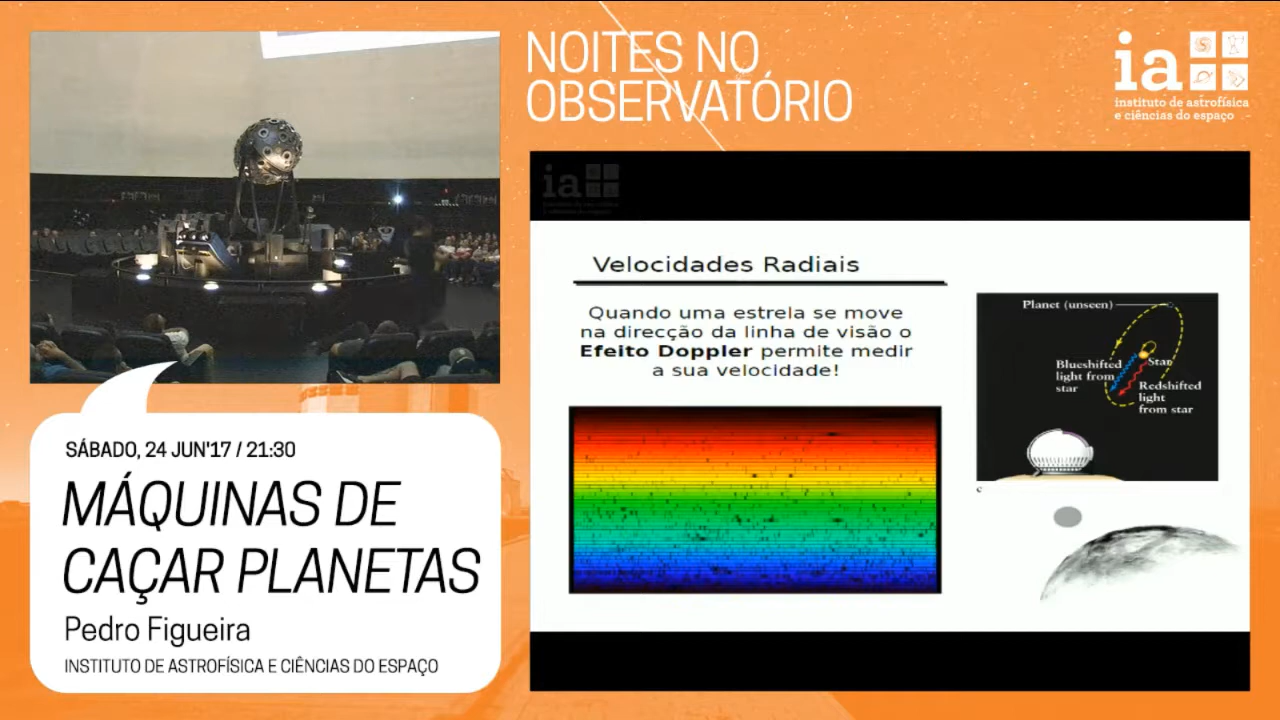 NOITES NO
OBSERVATÓRIO
ia
instituto de astrofísica
e ciências do espaço
SÁBADO, 24 JUN'17 / 21:30
MÁQUINAS DE
CAÇAR PLANETAS
Pedro Figueira
INSTITUTO DE ASTROFÍSICA E CIÊNCIAS DO ESPAÇO
ia
Velocidades Radiais
Quando uma estrela se move
na direcção da linha de visão o
Efeito Doppler permite medir
a sua velocidade!
Planet (unseen)
Star
Blueshifted
light from
star
Redshifted
light
from star
c